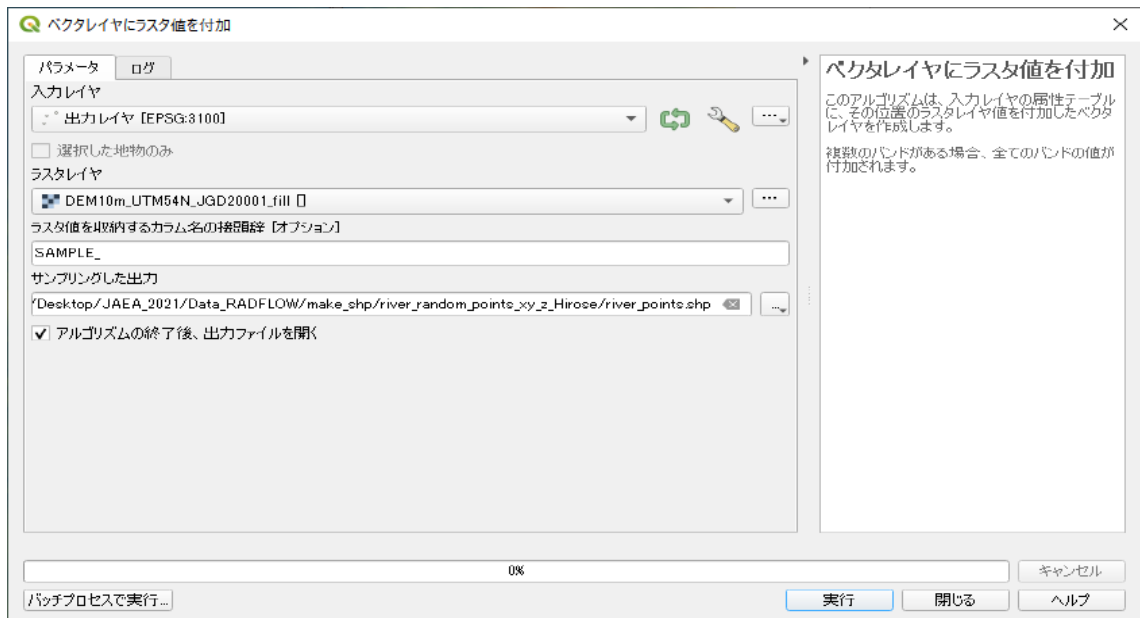 ベクタレイヤにラスタ値を付加
パラメータ
ログ
入力レイヤ
出力レイヤ [EPSG:3100]
...
選択した地物のみ
ラスタレイヤ
DEM10m_UTM54N_JGD20001_fill []
...
ラスタ値を収納するカラム名の接頭辞 [オプション]
SAMPLE_
サンプリングした出力
/Desktop/JAEA_2021/Data_RADFLOW/make_shp/river_random_points_xy_z_Hirose/river_points.shp
...
アルゴリズムの終了後、出力ファイルを開く
ベクタレイヤにラスタ値を付加
このアルゴリズムは、入力レイヤの属性テーブル
に、その位置のラスタレイヤ値を付加したベクタ
レイヤを作成します。
複数のバンドがある場合、全てのバンドの値が
付加されます。
0%
キャンセル
バッチプロセスで実行...
実行
閉じる
ヘルプ